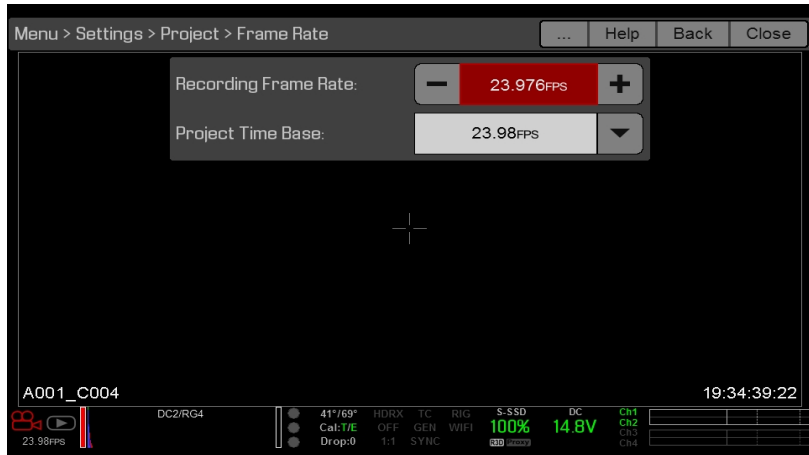 Menu > Settings > Project > Frame Rate ... Help Back Close
Recording Frame Rate: − 23.976FPS +
Project Time Base: 23.98FPS
A001_C004 19:34:39:22
DC2/RG4 41°/69° HDRX TC RIG S-SSD DC Ch1
Cal:T/E OFF GEN WIFI 100% 14.8V Ch2
23.98FPS Drop:0 1:1 SYNC R3D Proxy Ch3
Ch4